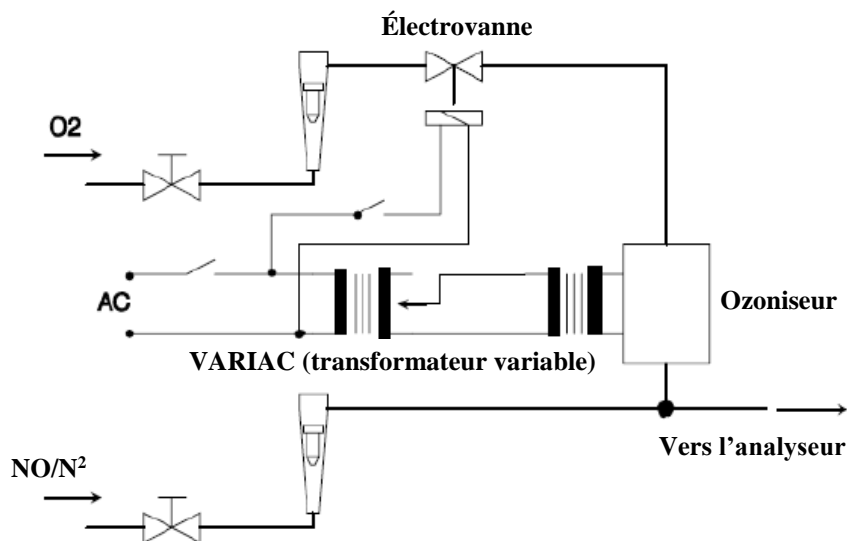 Électrovanne
O2
AC
Ozoniseur
VARIAC (transformateur variable)
Vers l'analyseur
NO/N²